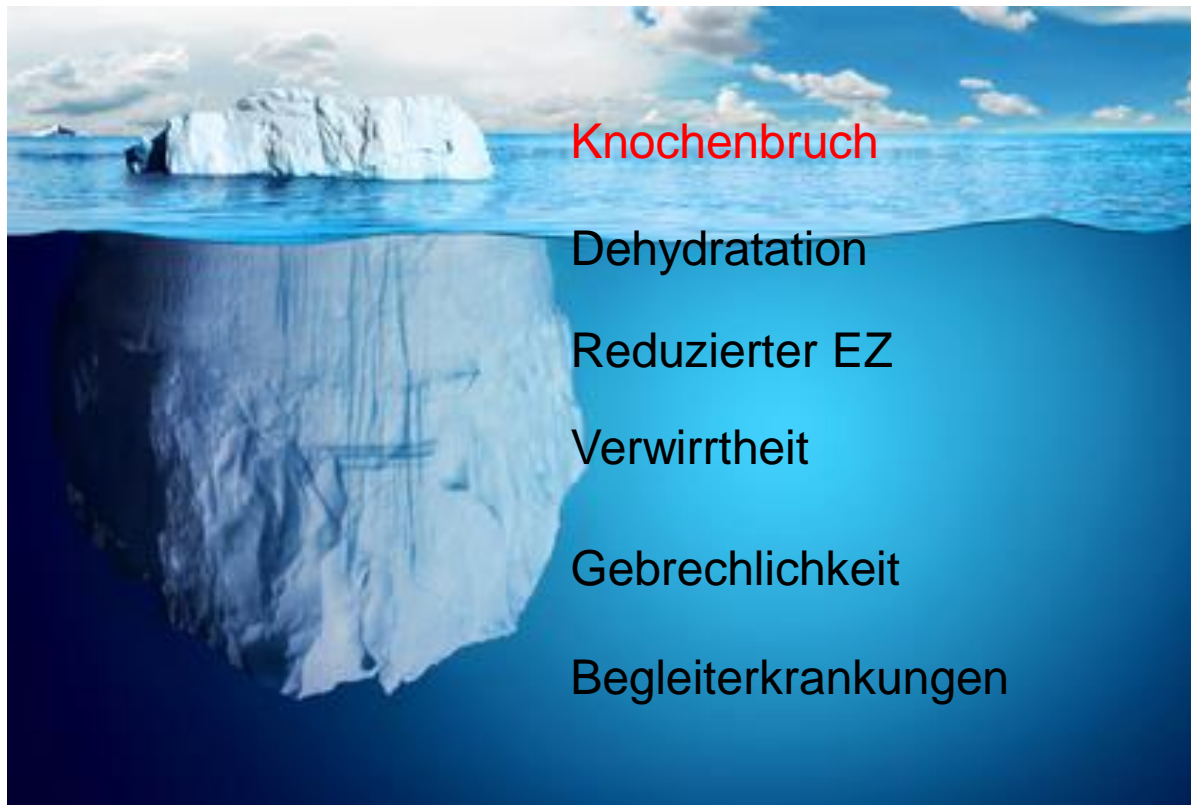 Knochenbruch
Dehydratation
Reduzierter EZ
Verwirrtheit
Gebrechlichkeit
Begleiterkrankungen